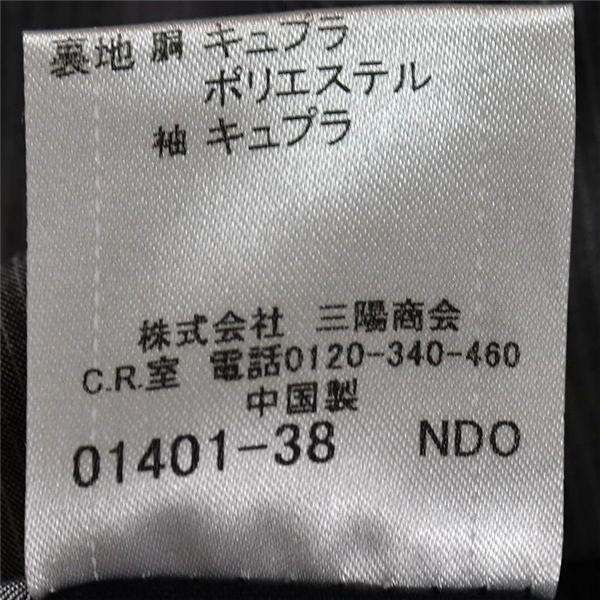 裏地 胴 キュプラ
ポリエステル
袖 キュプラ
株式会社 三陽商会
C.R.室 電話0120-340-460
中国製
01401-38 NDO